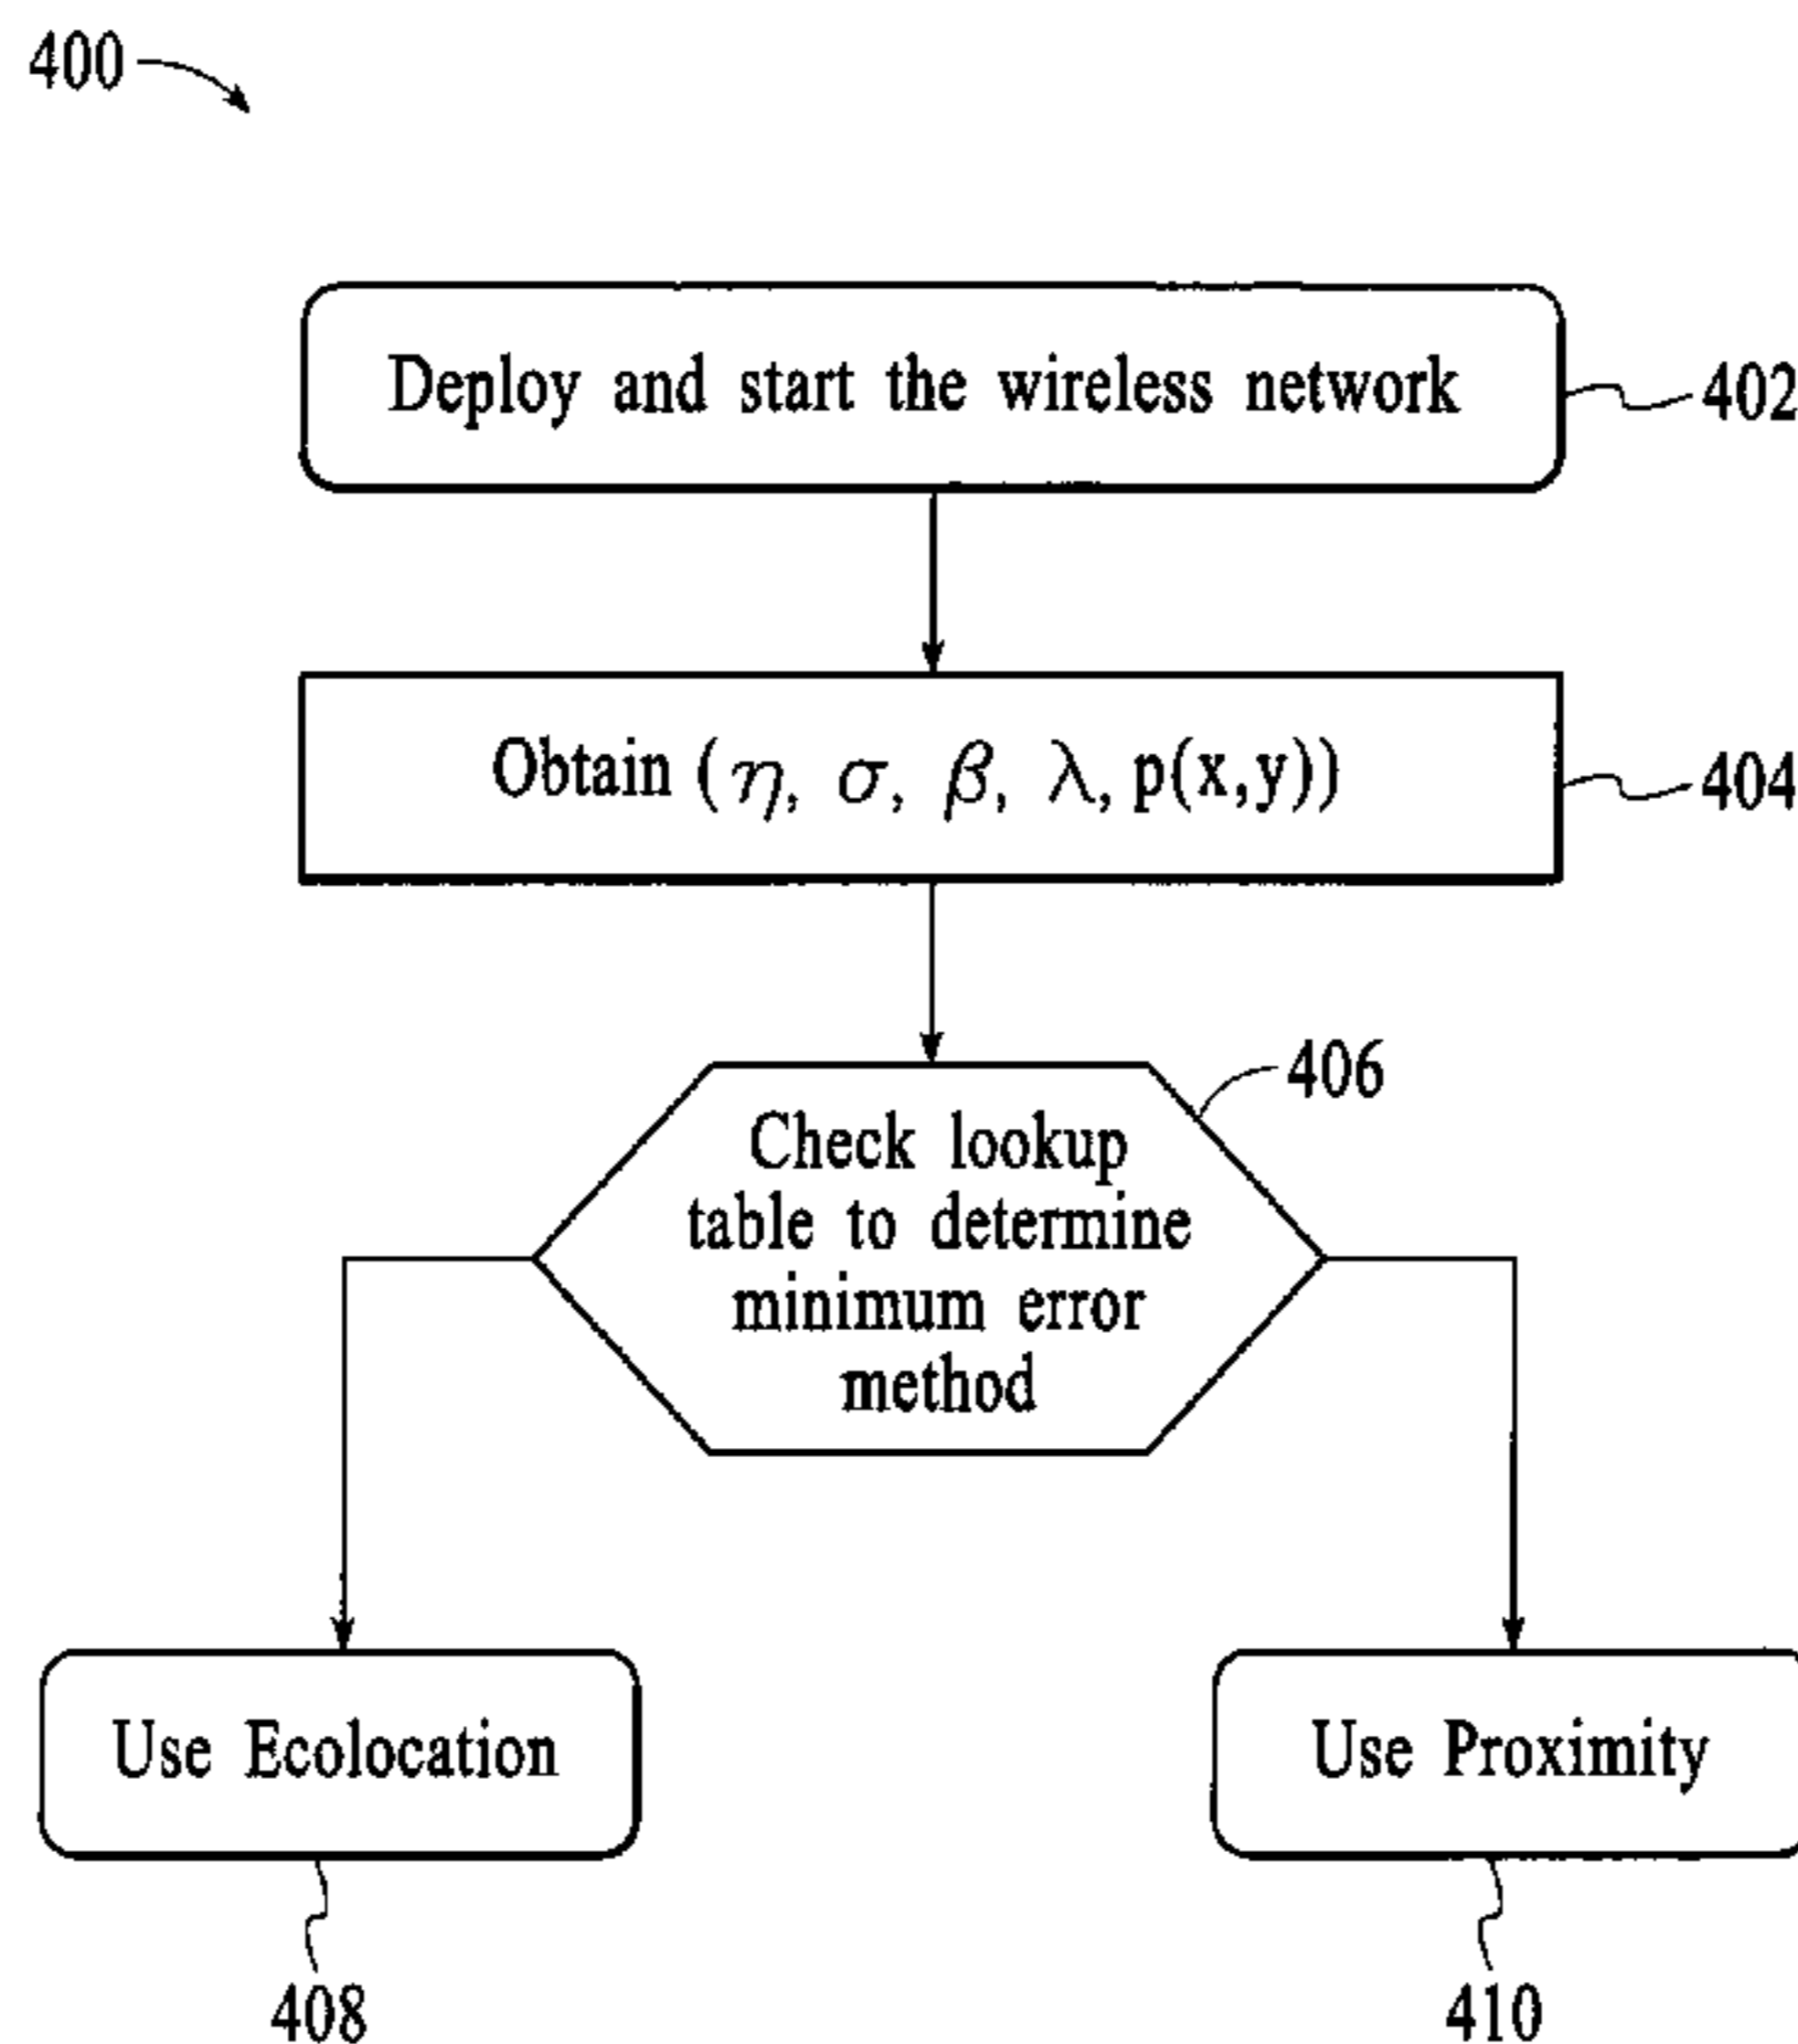 400
Deploy and start the wireless network
402
Obtain (η, σ, β, λ, p(x,y))
404
406
Check lookup
table to determine
minimum error
method
Use Ecolocation
Use Proximity
408
410